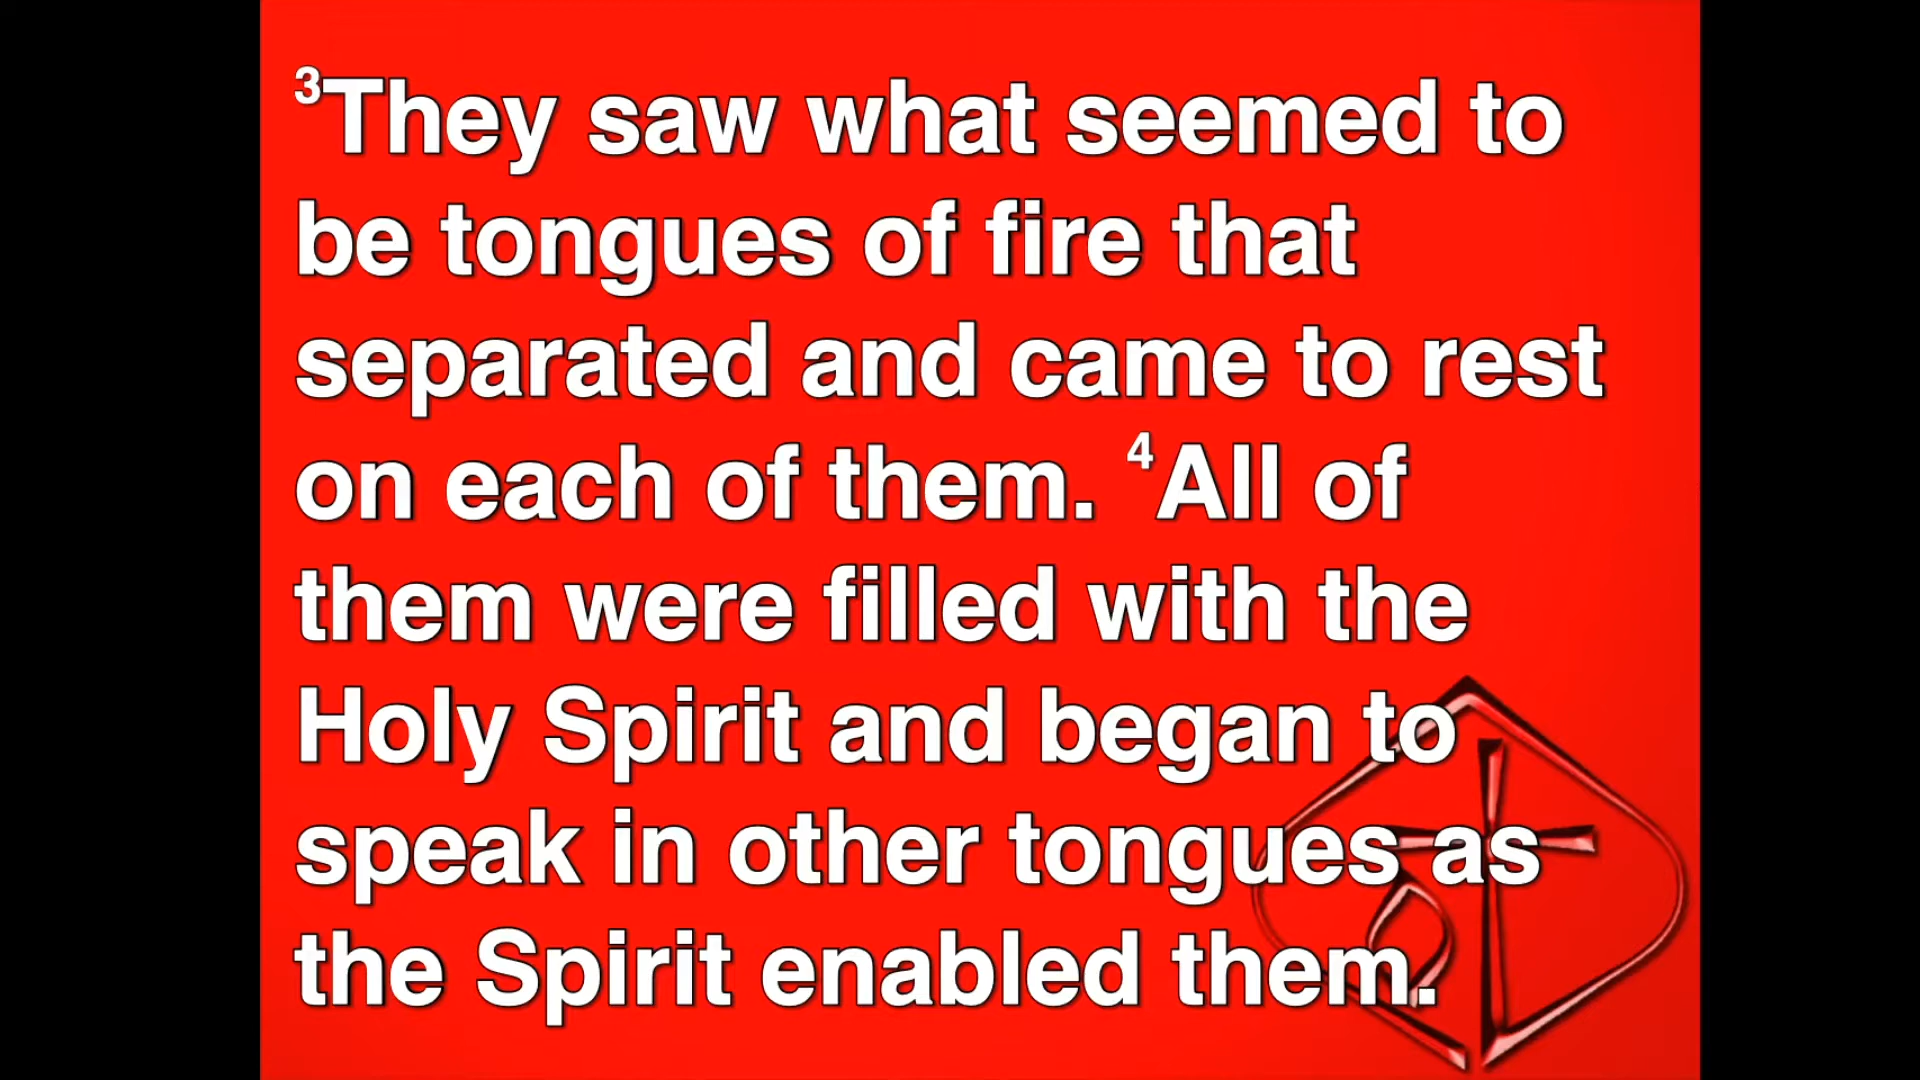 ³They saw what seemed to
be tongues of fire that
separated and came to rest
on each of them. ⁴All of
them were filled with the
Holy Spirit and began to
speak in other tongues as
the Spirit enabled them.